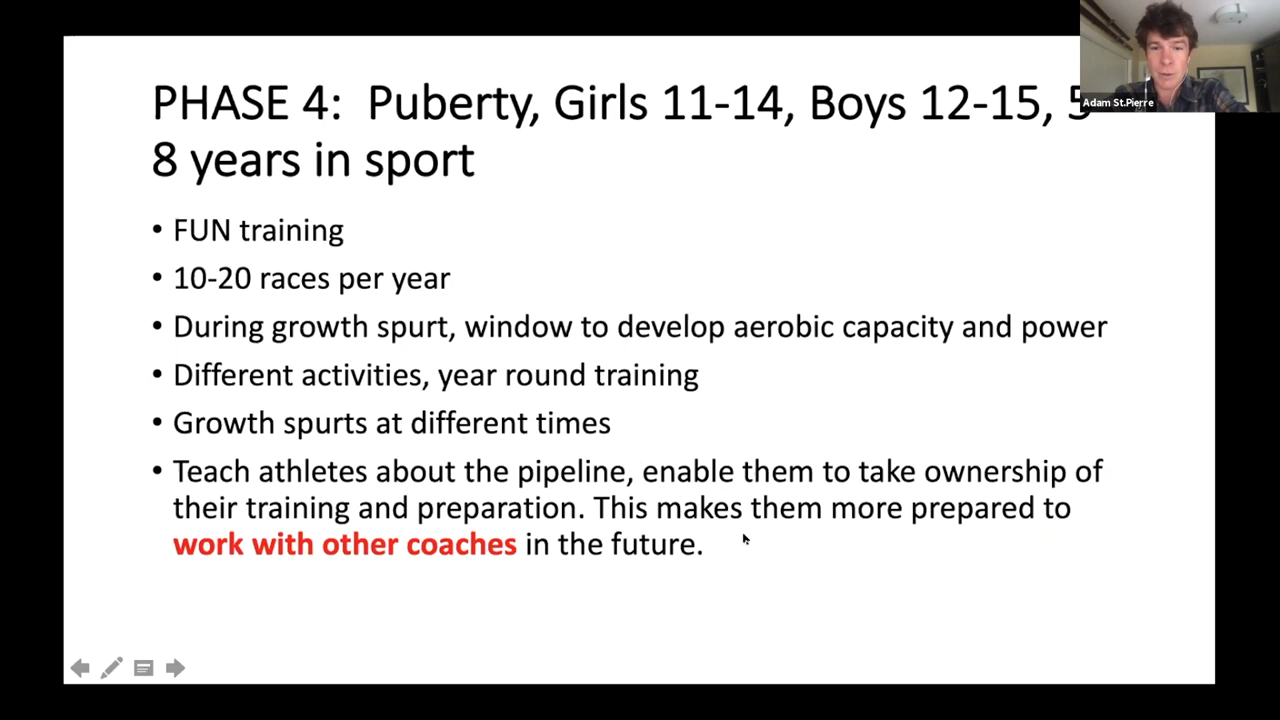 PHASE 4: Puberty, Girls 11-14, Boys 12-15, 5
8 years in sport
Adam St.Pierre
• FUN training
• 10-20 races per year
• During growth spurt, window to develop aerobic capacity and power
• Different activities, year round training
• Growth spurts at different times
• Teach athletes about the pipeline, enable them to take ownership of
their training and preparation. This makes them more prepared to
work with other coaches in the future.